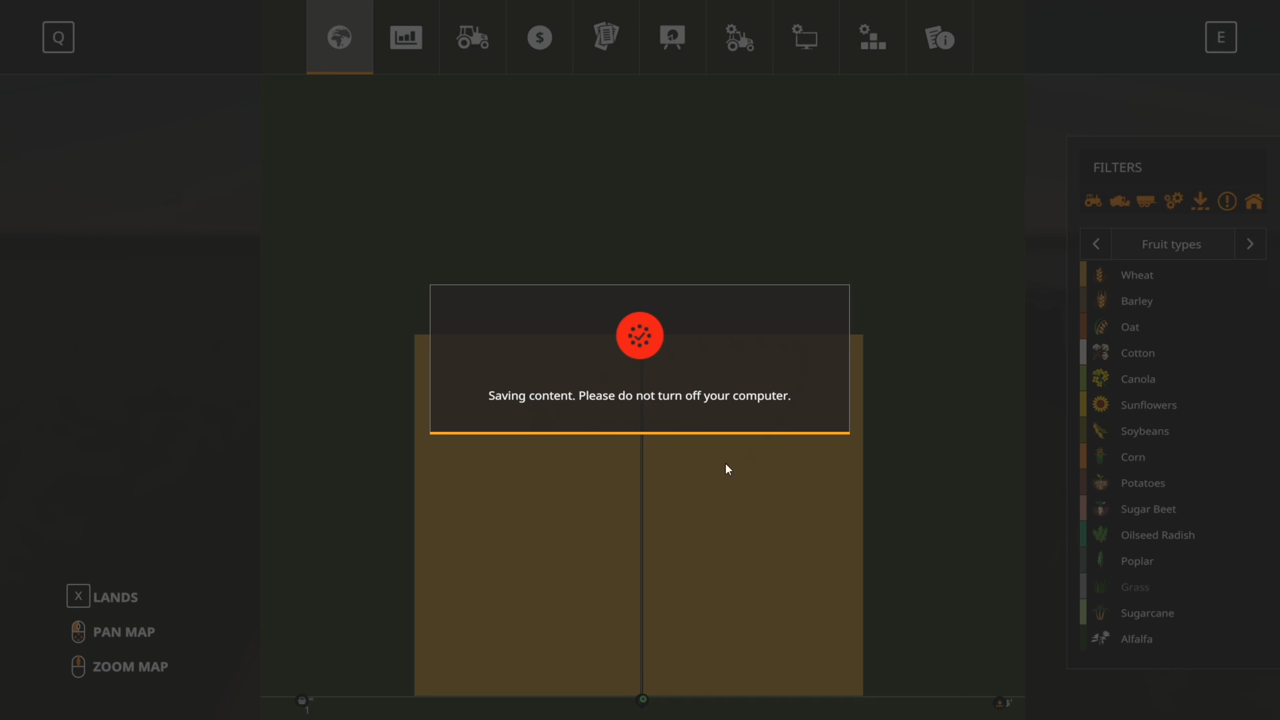 Q
$
E
FILTERS
Fruit types
Wheat
Barley
Oat
Cotton
Canola
Sunflowers
Soybeans
Corn
Potatoes
Sugar Beet
Oilseed Radish
Poplar
Grass
Sugarcane
Alfalfa
Saving content. Please do not turn off your computer.
X LANDS
PAN MAP
ZOOM MAP
1